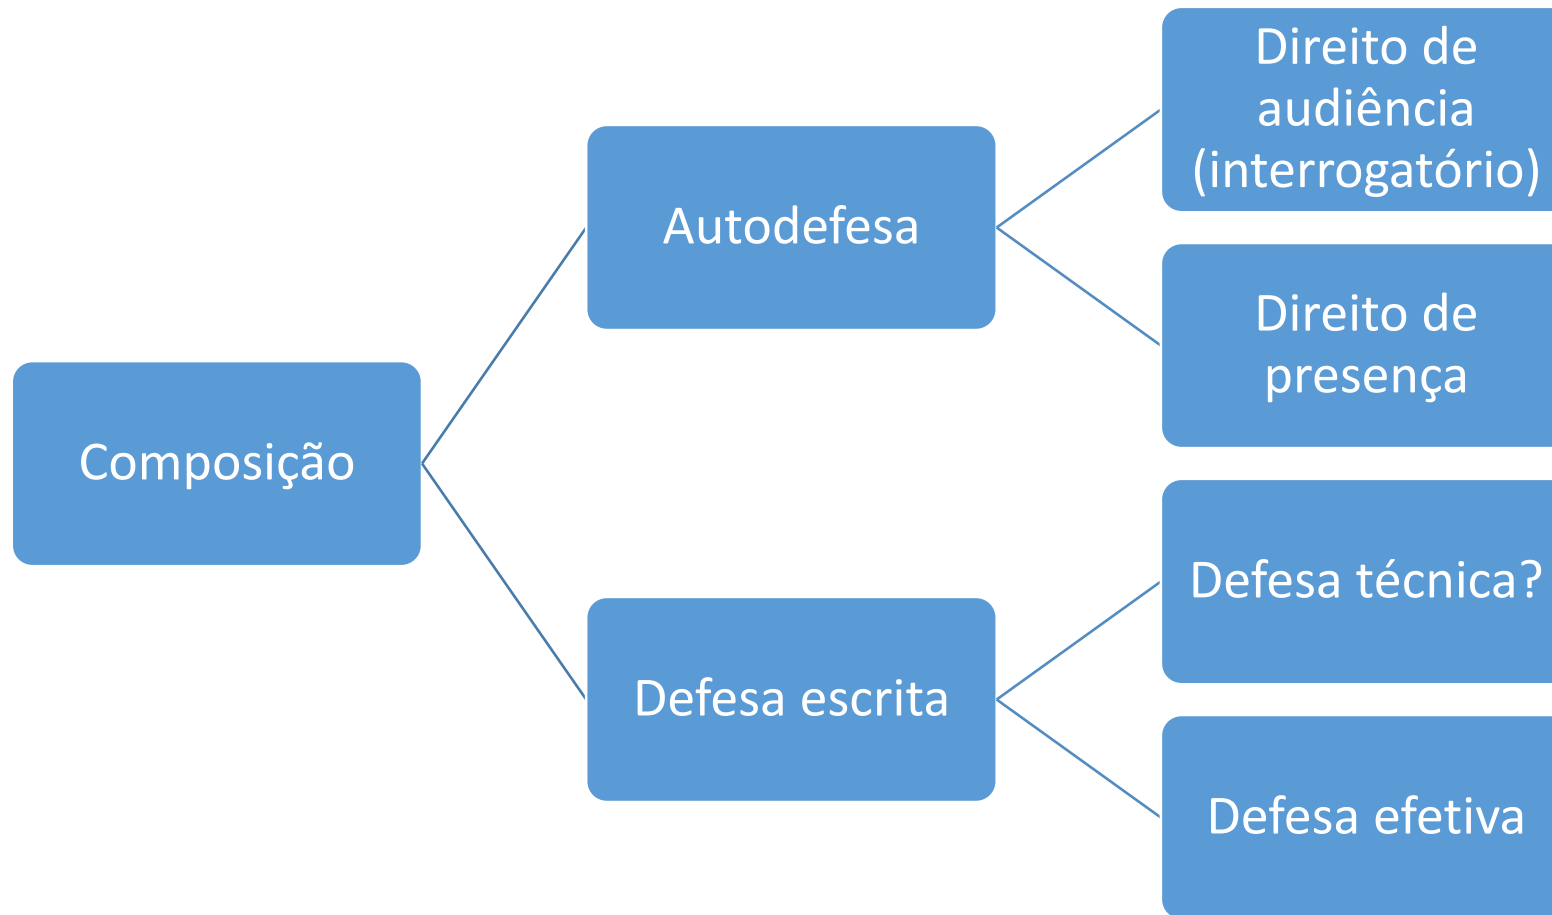 Composição
Autodefesa
Direito de
audiência
(interrogatório)
Direito de
presença
Defesa escrita
Defesa técnica?
Defesa efetiva